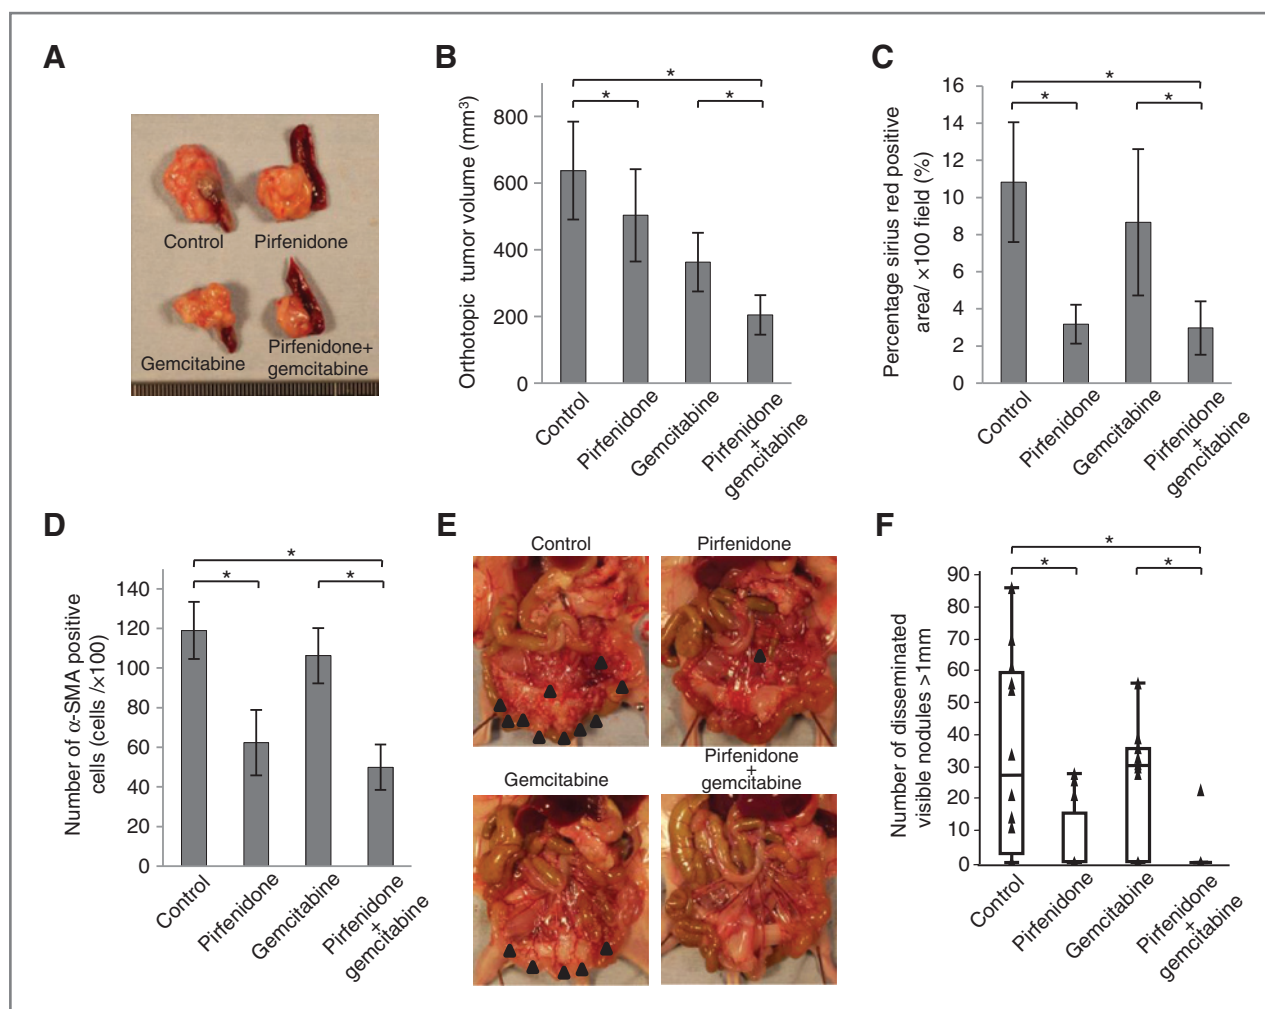 A
Control
Pirfenidone
Gemcitabine
Pirfenidone+
gemcitabine
B
Orthotopic tumor volume (mm³)
800
600
400
200
0
*
*
*
Control
Pirfenidone
Gemcitabine
Pirfenidone
+
gemcitabine
C
Percentage sirius red positive
area/ ×100 field (%)
16
14
12
10
8
6
4
2
0
*
*
*
Control
Pirfenidone
Gemcitabine
Pirfenidone
+
gemcitabine
D
Number of α-SMA positive
cells (cells /×100)
140
120
100
80
60
40
20
0
*
*
*
Control
Pirfenidone
Gemcitabine
Pirfenidone
+
gemcitabine
E
Control
Pirfenidone
Gemcitabine
Pirfenidone
+
gemcitabine
F
Number of disseminated
visible nodules >1mm
90
80
70
60
50
40
30
20
10
0
*
*
*
Control
Pirfenidone
Gemcitabine
Pirfenidone
+
gemcitabine